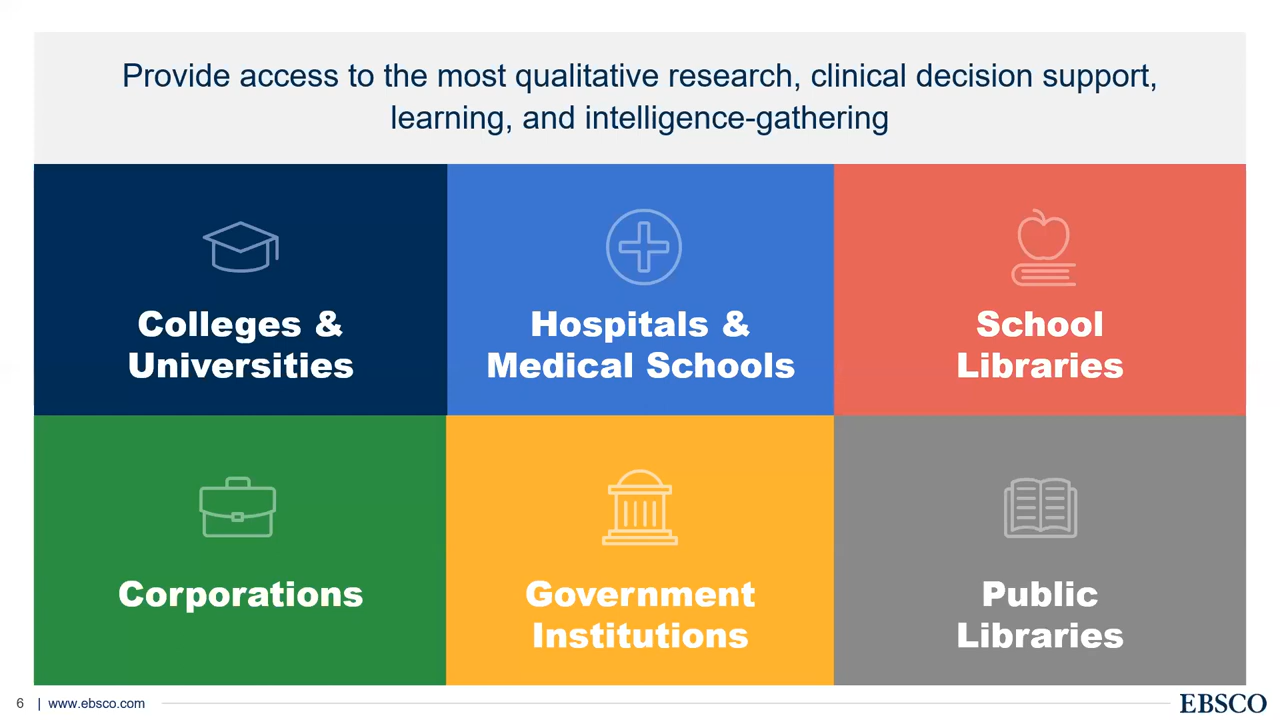 Provide access to the most qualitative research, clinical decision support,
learning, and intelligence-gathering
Colleges &
Universities
Hospitals &
Medical Schools
School
Libraries
Corporations
Government
Institutions
Public
Libraries
6 | www.ebsco.com
EBSCO